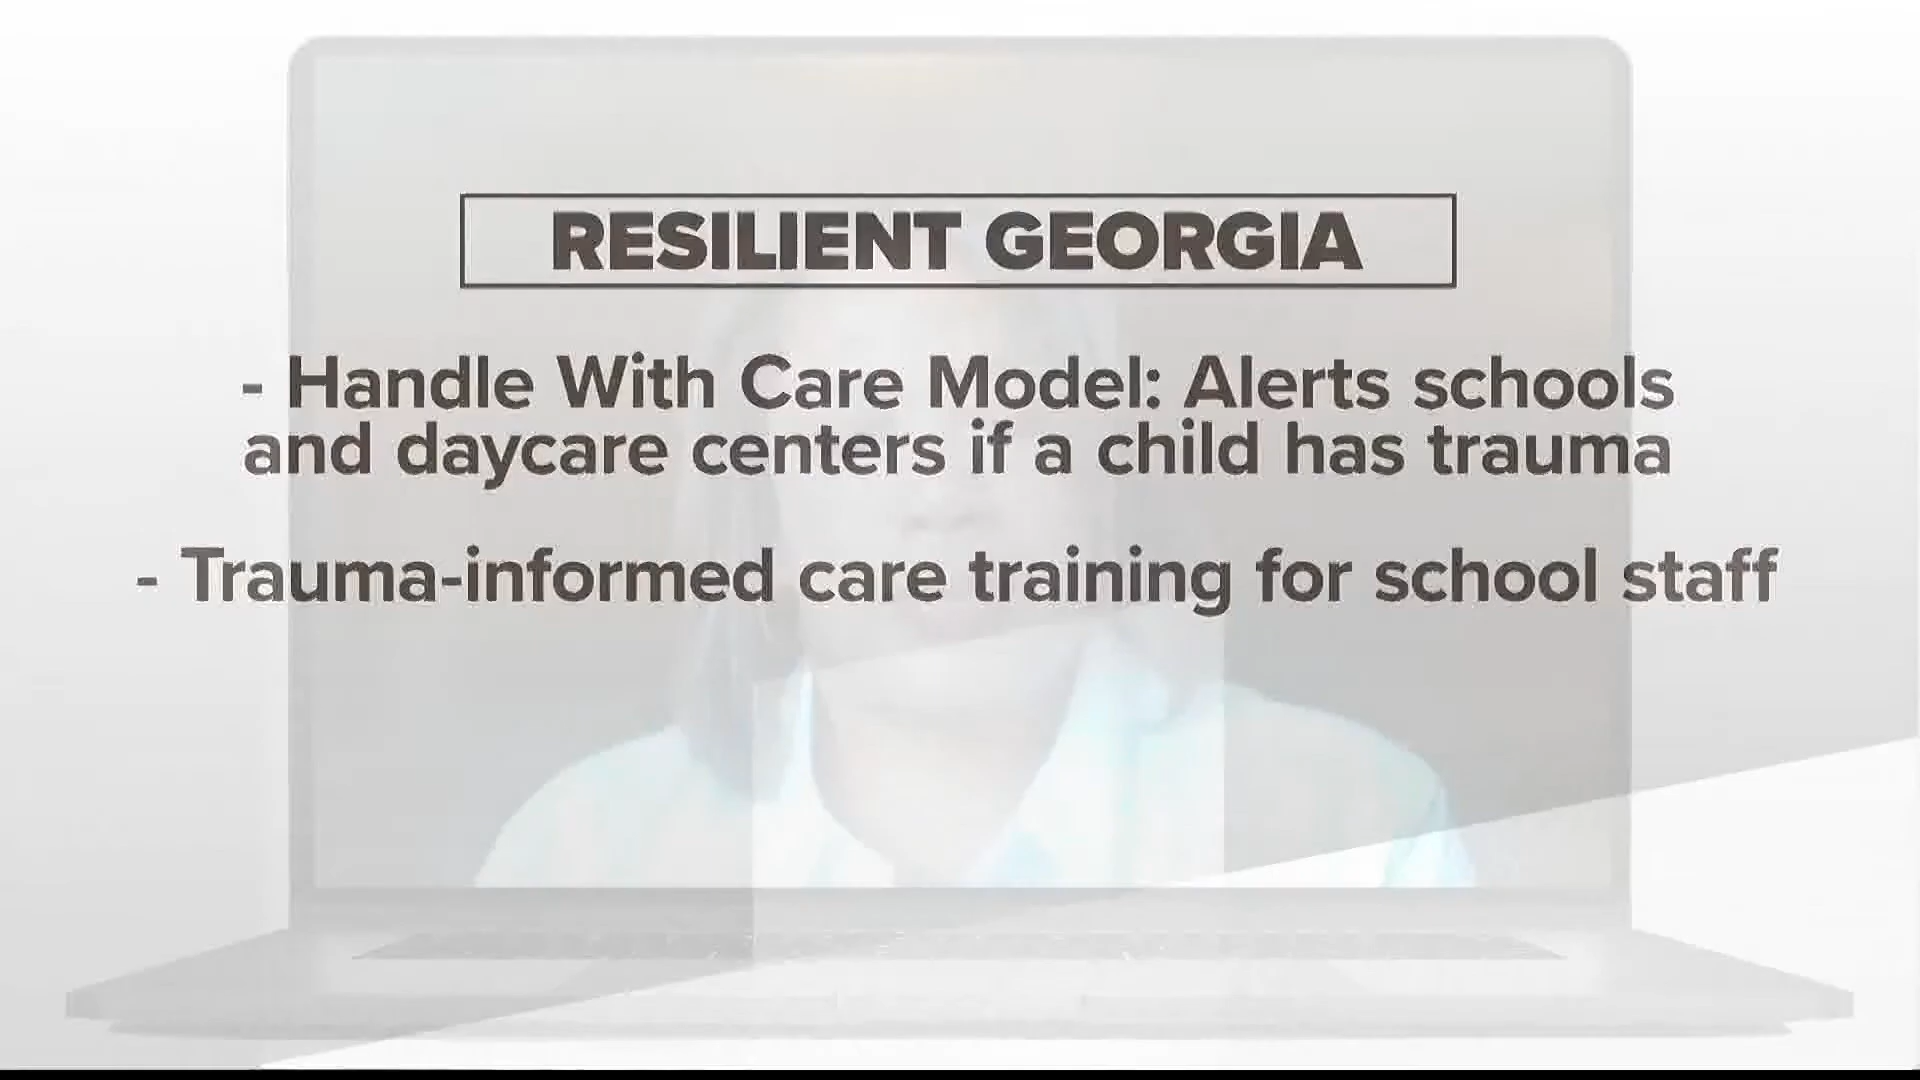 RESILIENT GEORGIA
- Handle With Care Model: Alerts schools
and daycare centers if a child has trauma
- Trauma-informed care training for school staff